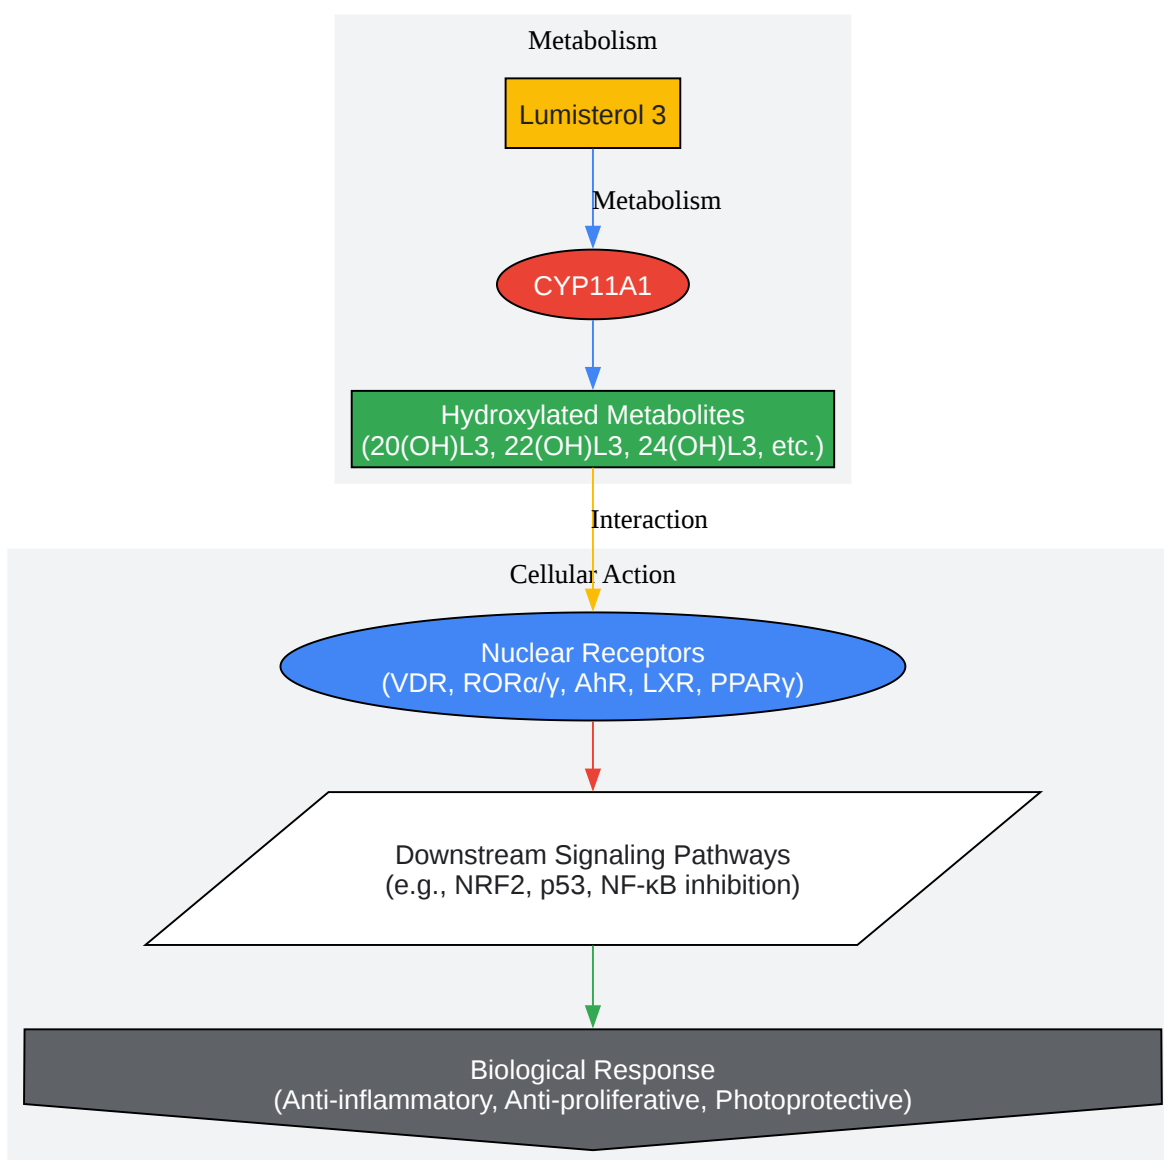 Metabolism
Lumisterol 3
Metabolism
CYP11A1
Hydroxylated Metabolites
(20(OH)L3, 22(OH)L3, 24(OH)L3, etc.)
Interaction
Cellular Action
Nuclear Receptors
(VDR, RORα/γ, AhR, LXR, PPARγ)
Downstream Signaling Pathways
(e.g., NRF2, p53, NF-κB inhibition)
Biological Response
(Anti-inflammatory, Anti-proliferative, Photoprotective)